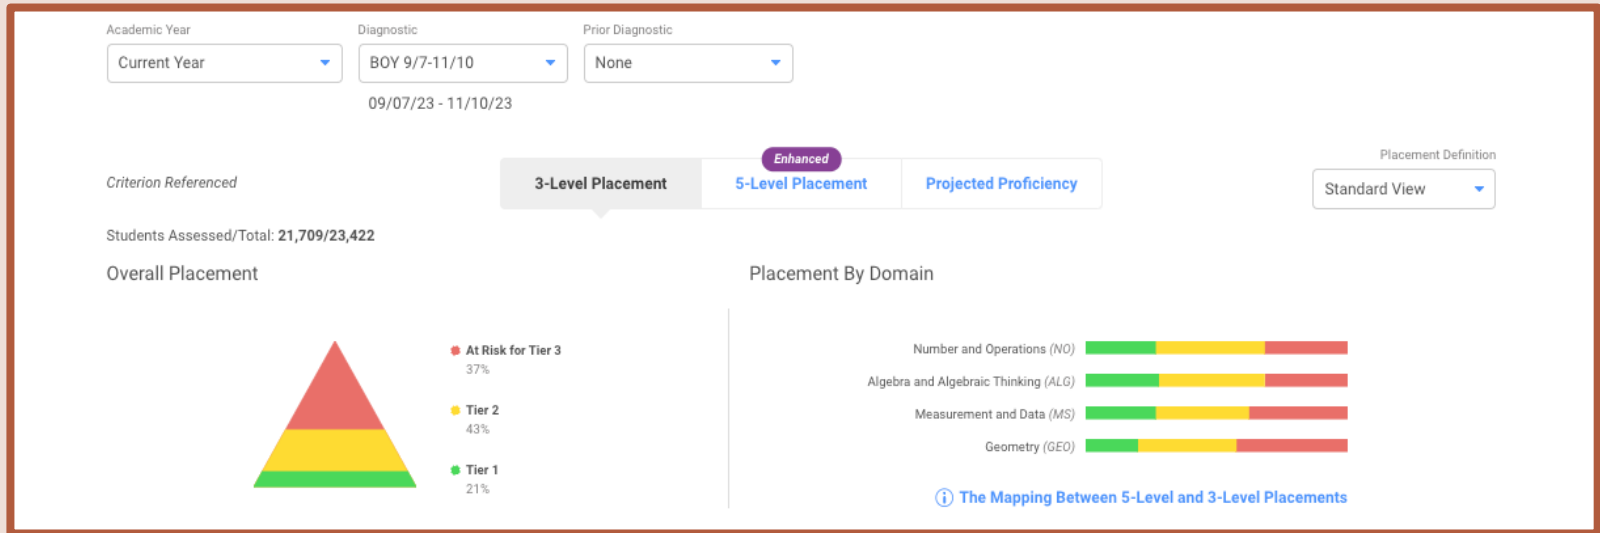 Academic Year
Diagnostic
Prior Diagnostic
Current Year
BOY 9/7-11/10
None
09/07/23 - 11/10/23
Enhanced
Placement Definition
Criterion Referenced
3-Level Placement
5-Level Placement
Projected Proficiency
Standard View
Students Assessed/Total: 21,709/23,422
Overall Placement
At Risk for Tier 3
37%
Tier 2
43%
Tier 1
21%
Placement By Domain
Number and Operations (NO)
Algebra and Algebraic Thinking (ALG)
Measurement and Data (MS)
Geometry (GEO)
The Mapping Between 5-Level and 3-Level Placements